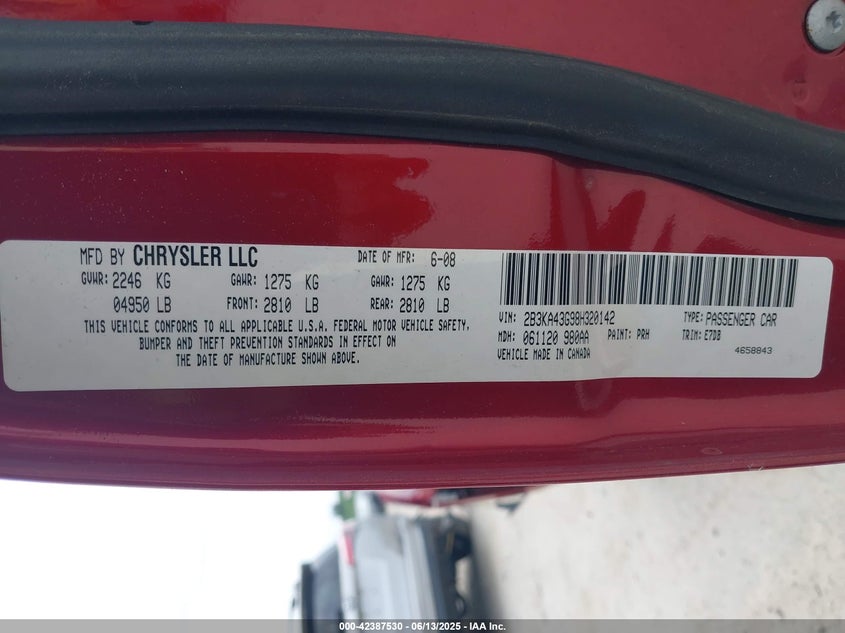 MFD BY CHRYSLER LLC DATE OF MFR: 6-08
GVWR: 2246 KG GAWR: 1275 KG GAWR: 1275 KG
04950 LB FRONT: 2810 LB REAR: 2810 LB
THIS VEHICLE CONFORMS TO ALL APPLICABLE U.S.A. FEDERAL MOTOR VEHICLE SAFETY,
BUMPER AND THEFT PREVENTION STANDARDS IN EFFECT ON
THE DATE OF MANUFACTURE SHOWN ABOVE.
VIN: 2B3KA43G98H320142 TYPE: PASSENGER CAR
MDH: 061120 980AA PAINT: PRH TRIM: E7DB
VEHICLE MADE IN CANADA 4658843
000-42387530 - 06/13/2025 - © IAA, Inc.